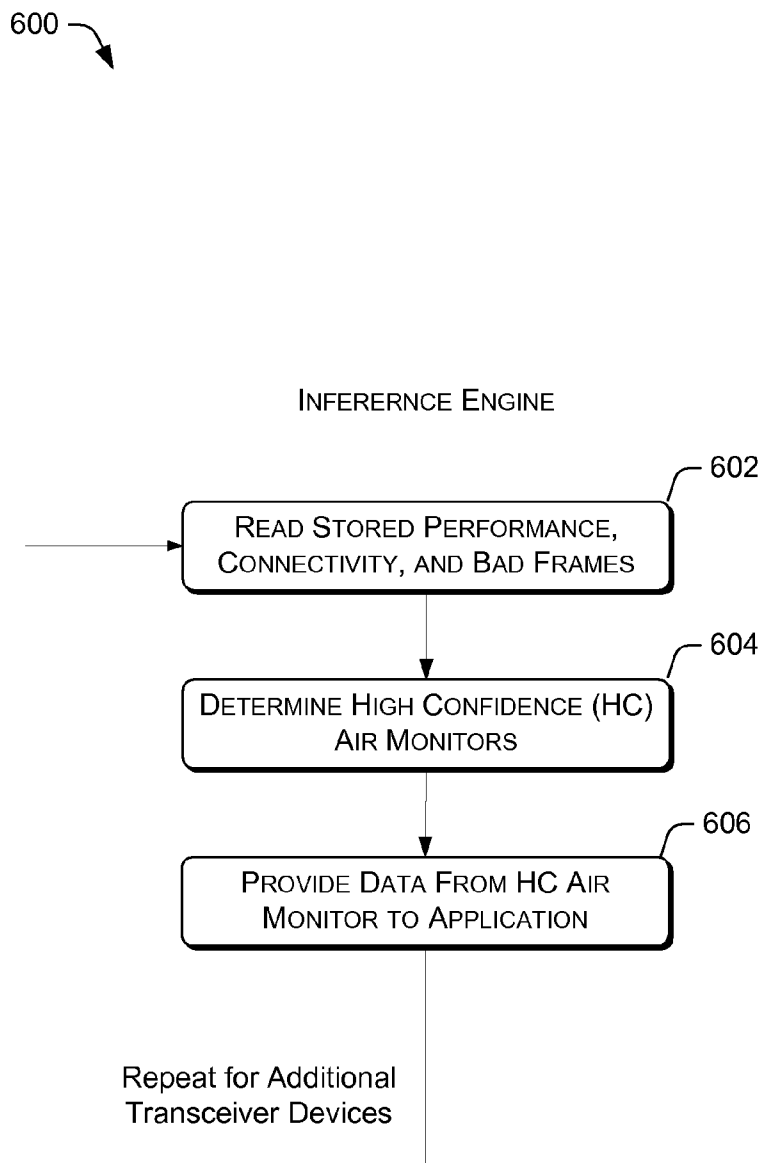 600
INFERERNCE ENGINE
602
READ STORED PERFORMANCE,
CONNECTIVITY, AND BAD FRAMES
604
DETERMINE HIGH CONFIDENCE (HC)
AIR MONITORS
606
PROVIDE DATA FROM HC AIR
MONITOR TO APPLICATION
Repeat for Additional
Transceiver Devices